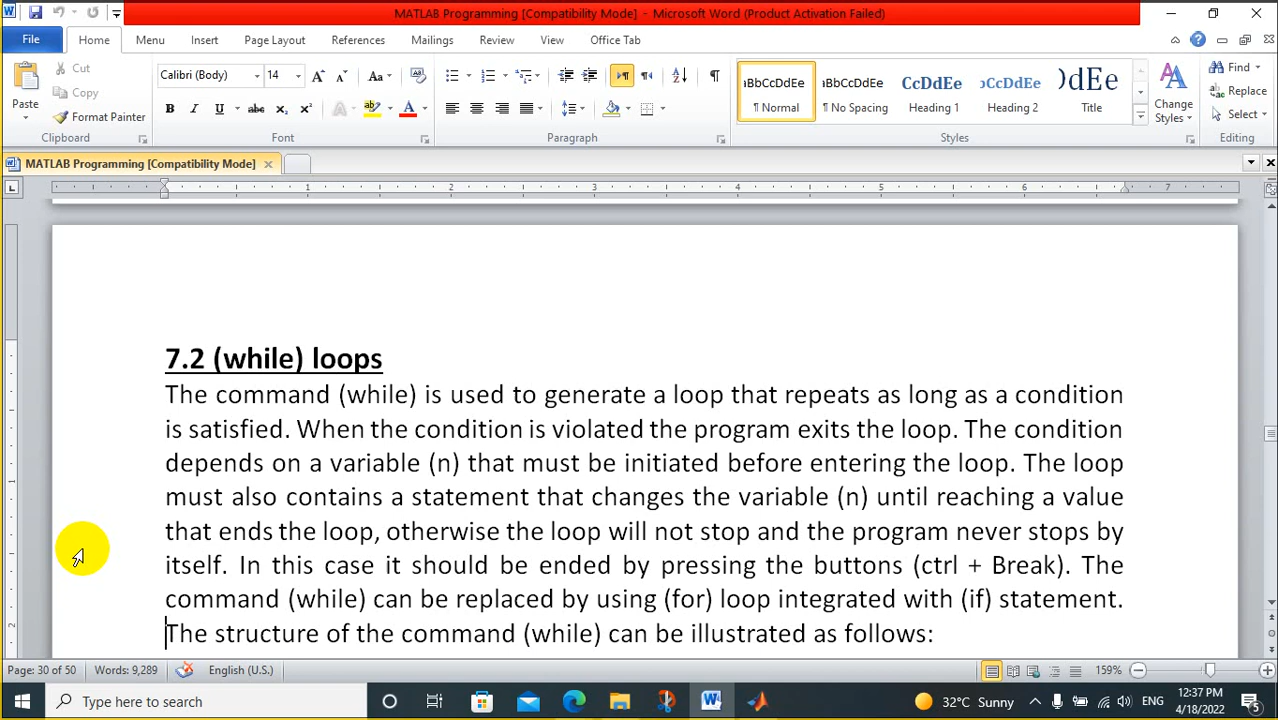 MATLAB Programming [Compatibility Mode] - Microsoft Word (Product Activation Failed)
File Home Menu Insert Page Layout References Mailings Review View Office Tab
Paste
Cut
Copy
Format Painter
Clipboard
Calibri (Body) 14
Font
Paragraph
AaBbCcDdEe CcDdEe
Normal No Spacing Heading 1 Heading 2 Title
Change Styles
Styles
Find
Replace
Select
Editing
MATLAB Programming [Compatibility Mode]
1 2 3 4 5 6 7
7.2 (while) loops
The command (while) is used to generate a loop that repeats as long as a condition
is satisfied. When the condition is violated the program exits the loop. The condition
depends on a variable (n) that must be initiated before entering the loop. The loop
must also contains a statement that changes the variable (n) until reaching a value
that ends the loop, otherwise the loop will not stop and the program never stops by
itself. In this case it should be ended by pressing the buttons (ctrl + Break). The
command (while) can be replaced by using (for) loop integrated with (if) statement.
The structure of the command (while) can be illustrated as follows:
Page: 30 of 50 Words: 9,289 English (U.S.) 159%
Type here to search
32°C Sunny
ENG
12:37 PM
4/18/2022
5